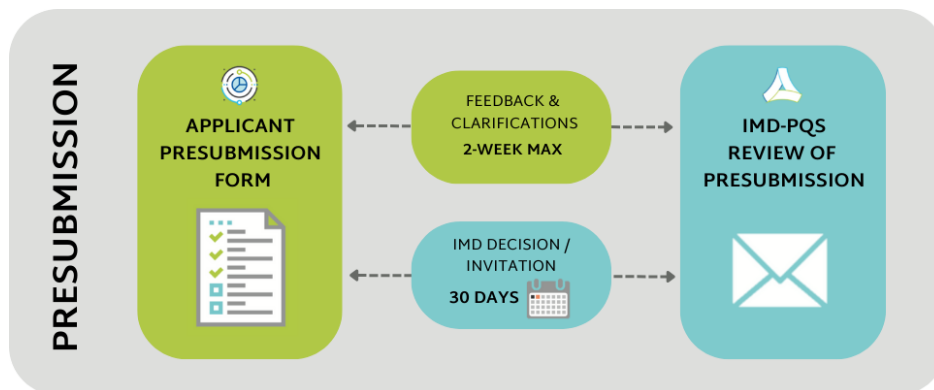 PRESUBMISSION
APPLICANT
PRESUBMISSION
FORM
FEEDBACK &
CLARIFICATIONS
2-WEEK MAX
IMD DECISION /
INVITATION
30 DAYS
IMD-PQS
REVIEW OF
PRESUBMISSION